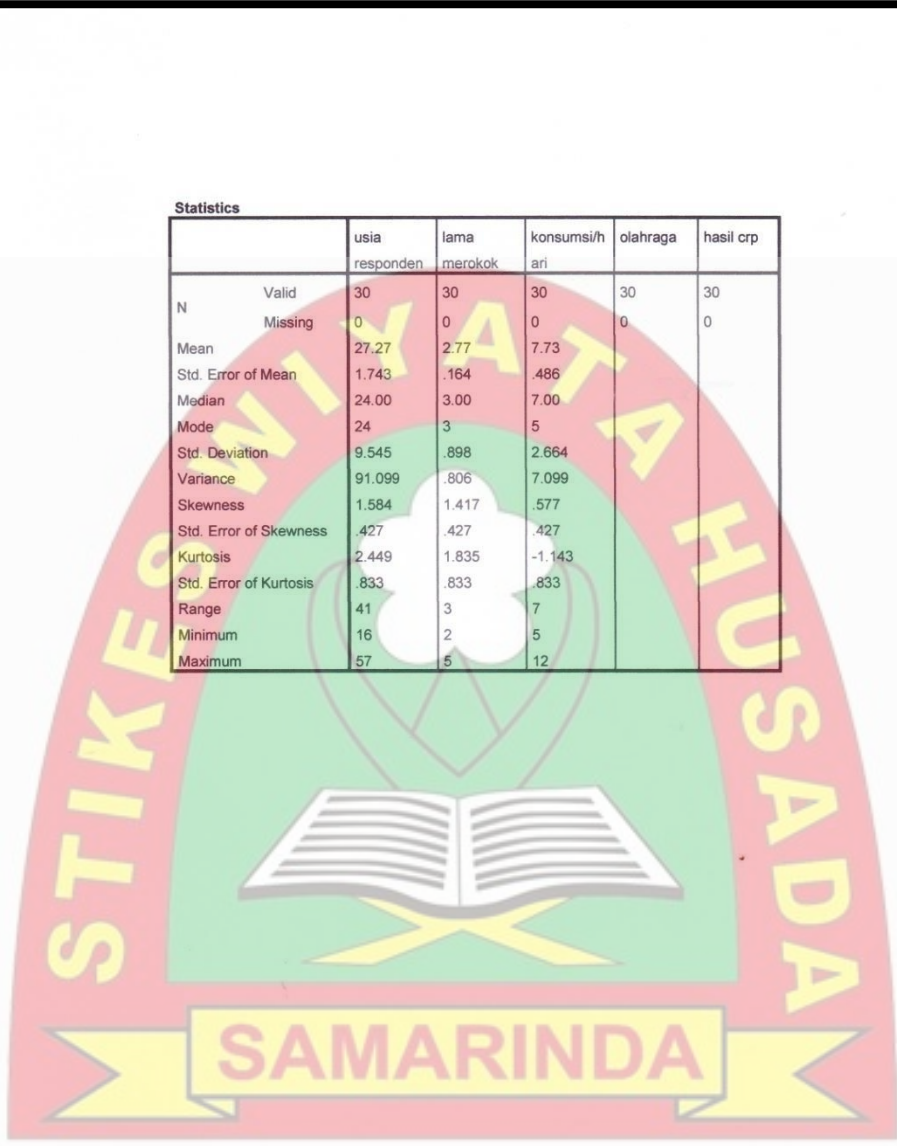 Statistics
usia responden lama merokok konsumsi/h ari olahraga hasil crp
N Valid 30 30 30 30 30
Missing 0 0 0 0 0
Mean 27.27 2.77 7.73
Std. Error of Mean 1.743 .164 .486
Median 24.00 3.00 7.00
Mode 24 3 5
Std. Deviation 9.545 .898 2.664
Variance 91.099 .806 7.099
Skewness 1.584 1.417 .577
Std. Error of Skewness .427 .427 .427
Kurtosis 2.449 1.835 -1.143
Std. Error of Kurtosis .833 .833 .833
Range 41 3 7
Minimum 16 2 5
Maximum 57 5 12
STIKES WIYATA HUSADA
SAMARINDA